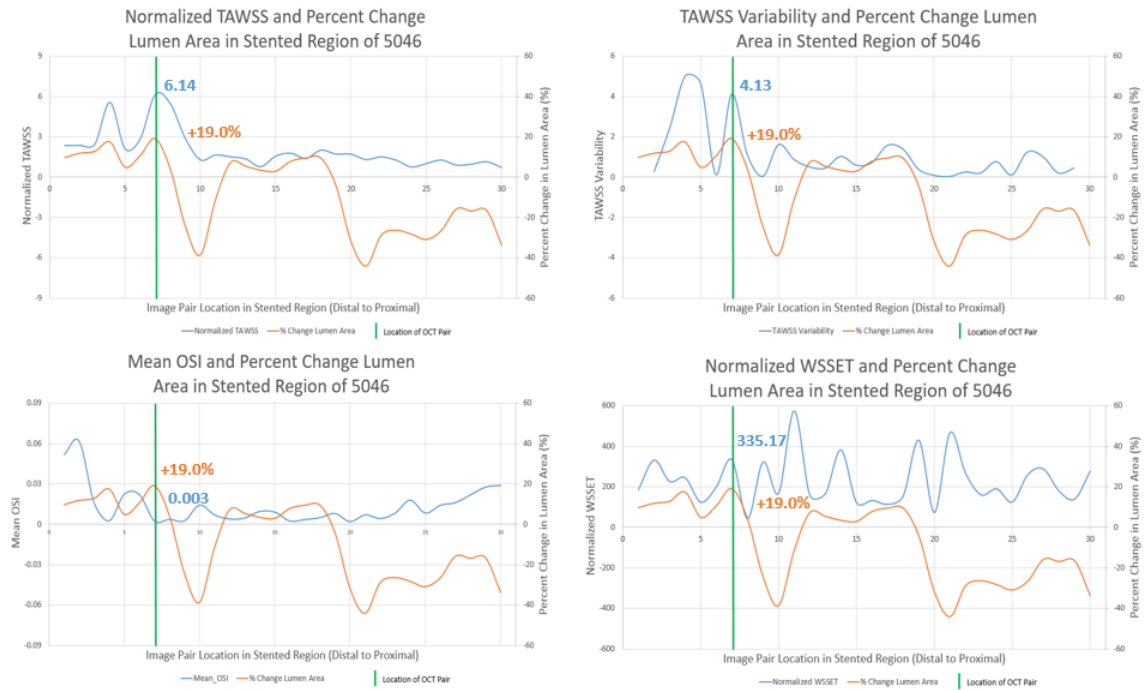 Normalized TAWSS and Percent Change
Lumen Area in Stented Region of 5046
9
6
3
0
-3
-6
-9
Normalized TAWSS
60
40
20
0
-20
-40
-60
Percent Change in Lumen Area (%)
0
5
10
15
20
25
30
6.14
+19.0%
Image Pair Location in Stented Region (Distal to Proximal)
Normalized TAWSS
% Change Lumen Area
Location of OCT Pair
TAWSS Variability and Percent Change Lumen
Area in Stented Region of 5046
6
4
2
0
-2
-4
-6
TAWSS Variability
60
40
20
0
-20
-40
-60
Percent Change in Lumen Area (%)
0
5
10
15
20
25
30
4.13
+19.0%
Image Pair Location in Stented Region (Distal to Proximal)
TAWSS Variability
% Change Lumen Area
Location of OCT Pair
Mean OSI and Percent Change Lumen
Area in Stented Region of 5046
0.09
0.06
0.03
0
-0.03
-0.06
-0.09
Mean OSI
60
40
20
0
-20
-40
-60
Percent Change in Lumen Area (%)
0
5
10
15
20
25
30
+19.0%
0.003
Image Pair Location in Stented Region (Distal to Proximal)
Mean_OSI
% Change Lumen Area
Location of OCT Pair
Normalized WSSET and Percent Change
Lumen Area in Stented Region of 5046
600
400
200
0
-200
-400
-600
Normalized WSSET
60
40
20
0
-20
-40
-60
Percent Change in Lumen Area (%)
0
5
10
15
20
25
30
335.17
+19.0%
Image Pair Location in Stented Region (Distal to Proximal)
Normalized WSSET
% Change Lumen Area
Location of OCT Pair